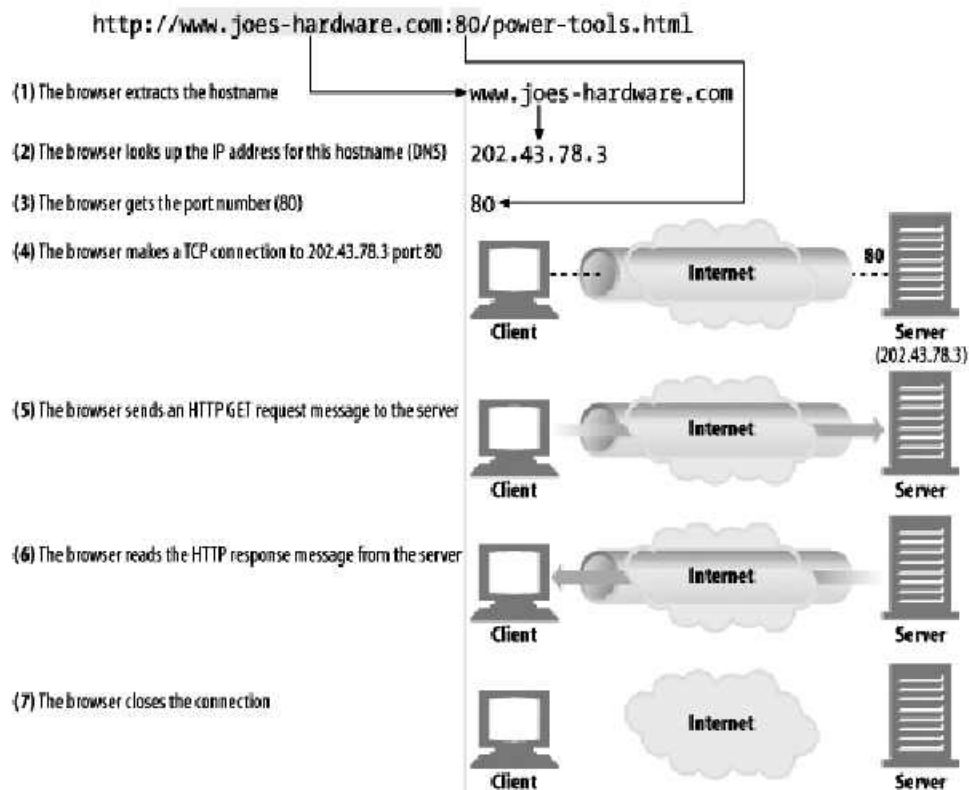 http://www.joes-hardware.com:80/power-tools.html
(1) The browser extracts the hostname
www.joes-hardware.com
(2) The browser looks up the IP address for this hostname (DNS)
202.43.78.3
(3) The browser gets the port number (80)
80
(4) The browser makes a TCP connection to 202.43.78.3 port 80
Internet
80
Client
Server
(202.43.78.3)
(5) The browser sends an HTTP GET request message to the server
Internet
Client
Server
(6) The browser reads the HTTP response message from the server
Internet
Client
Server
(7) The browser closes the connection
Internet
Client
Server